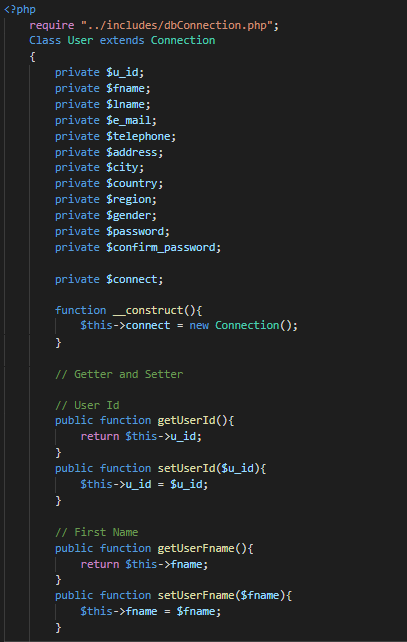 <?php
require "../includes/dbConnection.php";
Class User extends Connection
{
private $u_id;
private $fname;
private $lname;
private $e_mail;
private $telephone;
private $address;
private $city;
private $country;
private $region;
private $gender;
private $password;
private $confirm_password;
private $connect;
function __construct(){
$this->connect = new Connection();
}
// Getter and Setter
// User Id
public function getUserId(){
return $this->u_id;
}
public function setUserId($u_id){
$this->u_id = $u_id;
}
// First Name
public function getUserFname(){
return $this->fname;
}
public function setUserFname($fname){
$this->fname = $fname;
}